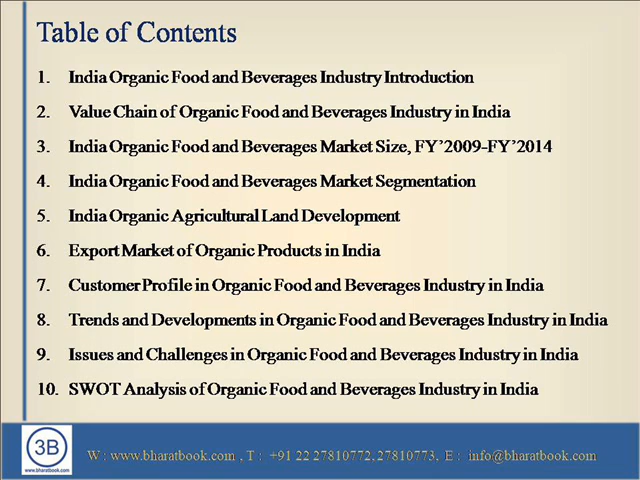 Table of Contents
1. India Organic Food and Beverages Industry Introduction
2. Value Chain of Organic Food and Beverages Industry in India
3. India Organic Food and Beverages Market Size, FY’2009-FY’2014
4. India Organic Food and Beverages Market Segmentation
5. India Organic Agricultural Land Development
6. Export Market of Organic Products in India
7. Customer Profile in Organic Food and Beverages Industry in India
8. Trends and Developments in Organic Food and Beverages Industry in India
9. Issues and Challenges in Organic Food and Beverages Industry in India
10. SWOT Analysis of Organic Food and Beverages Industry in India
3B
www.bharatbook.com
W : www.bharatbook.com , T : +91 22 27810772, 27810773, E : info@bharatbook.com